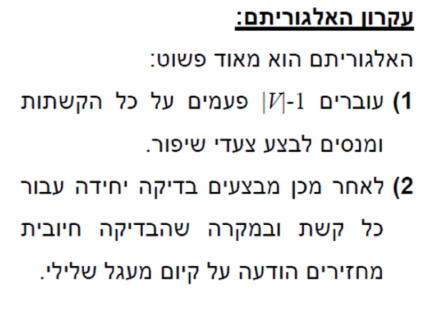 עקרון האלגוריתם:
האלגוריתם הוא מאוד פשוט:
1) עוברים |V|-1 פעמים על כל הקשתות
ומנסים לבצע צעדי שיפור.
2) לאחר מכן מבצעים בדיקה יחידה עבור
כל קשת ובמקרה שהבדיקה חיובית
מחזירים הודעה על קיום מעגל שלילי.